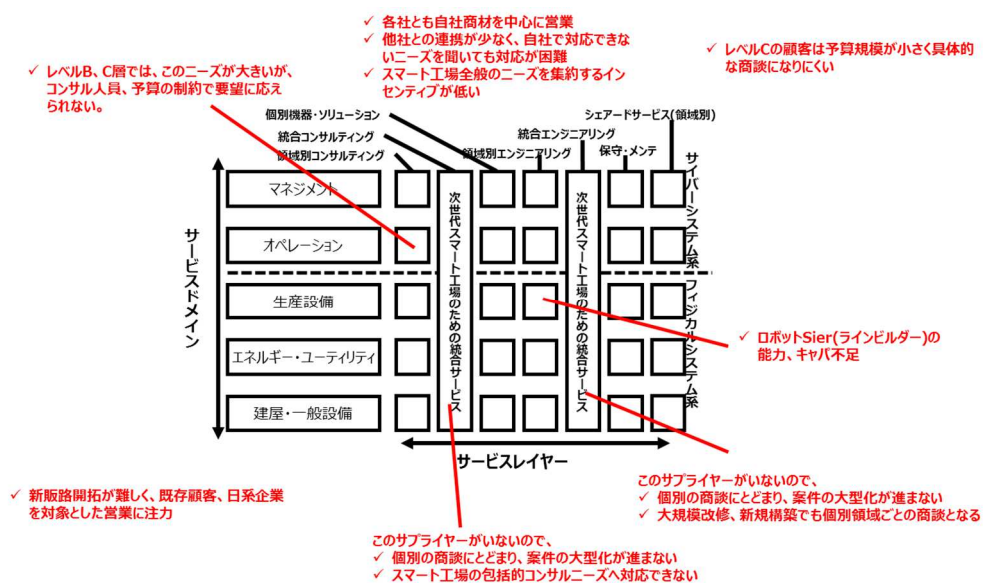 ✓ 各社とも自社商材を中心に営業
✓ 他社との連携が少なく、自社で対応できな
いニーズを聞いても対応が困難
✓ スマート工場全般のニーズを集約するイン
センティブが低い
✓ レベルCの顧客は予算規模が小さく具体的
な商談になりにくい
✓ レベルB、C層では、このニーズが大きいが、
コンサル人員、予算の制約で要望に応え
られない。
個別機器・ソリューション
シェアードサービス(領域別)
統合コンサルティング
統合エンジニアリング
領域別コンサルティング
領域別エンジニアリング
保守・メンテ
サービスドメイン
マネジメント
オペレーション
生産設備
エネルギー・ユーティリティ
建屋・一般設備
次世代スマート工場のための統合サービス
次世代スマート工場のための統合サービス
サイバーシステム系
フィジカルシステム系
サービスレイヤー
✓ ロボットSier(ラインビルダー)の
能力、キャパ不足
✓ 新販路開拓が難しく、既存顧客、日系企業
を対象とした営業に注力
このサプライヤーがいないので、
✓ 個別の商談にとどまり、案件の大型化が進まない
✓ スマート工場の包括的コンサルニーズへ対応できない
このサプライヤーがいないので、
✓ 個別の商談にとどまり、案件の大型化が進まない
✓ 大規模改修、新規構築でも個別領域ごとの商談となる